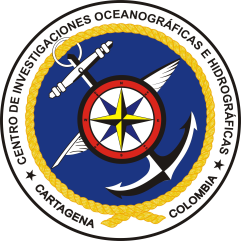 CENTRO DE INVESTIGACIONES OCEANOGRÁFICAS E HIDROGRÁFICAS
★ CARTAGENA COLOMBIA ★